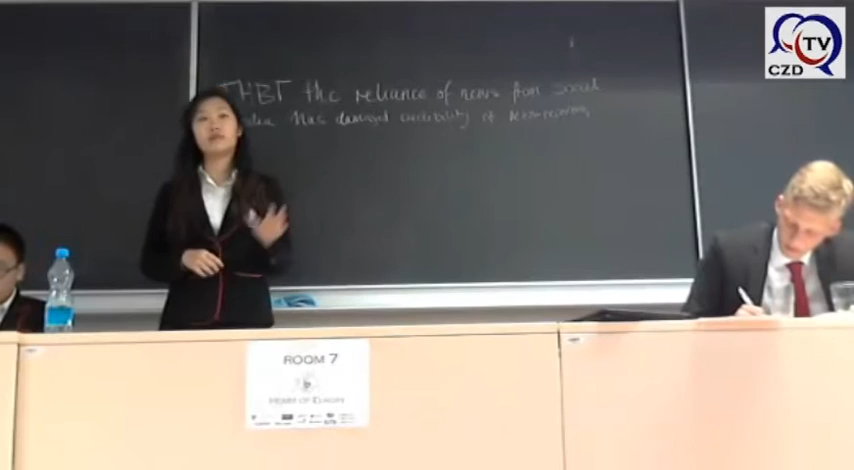 TV
CZD
THBT the reliance of news from social
has damaged credibility of
ROOM 7
HEART OF EUROPE